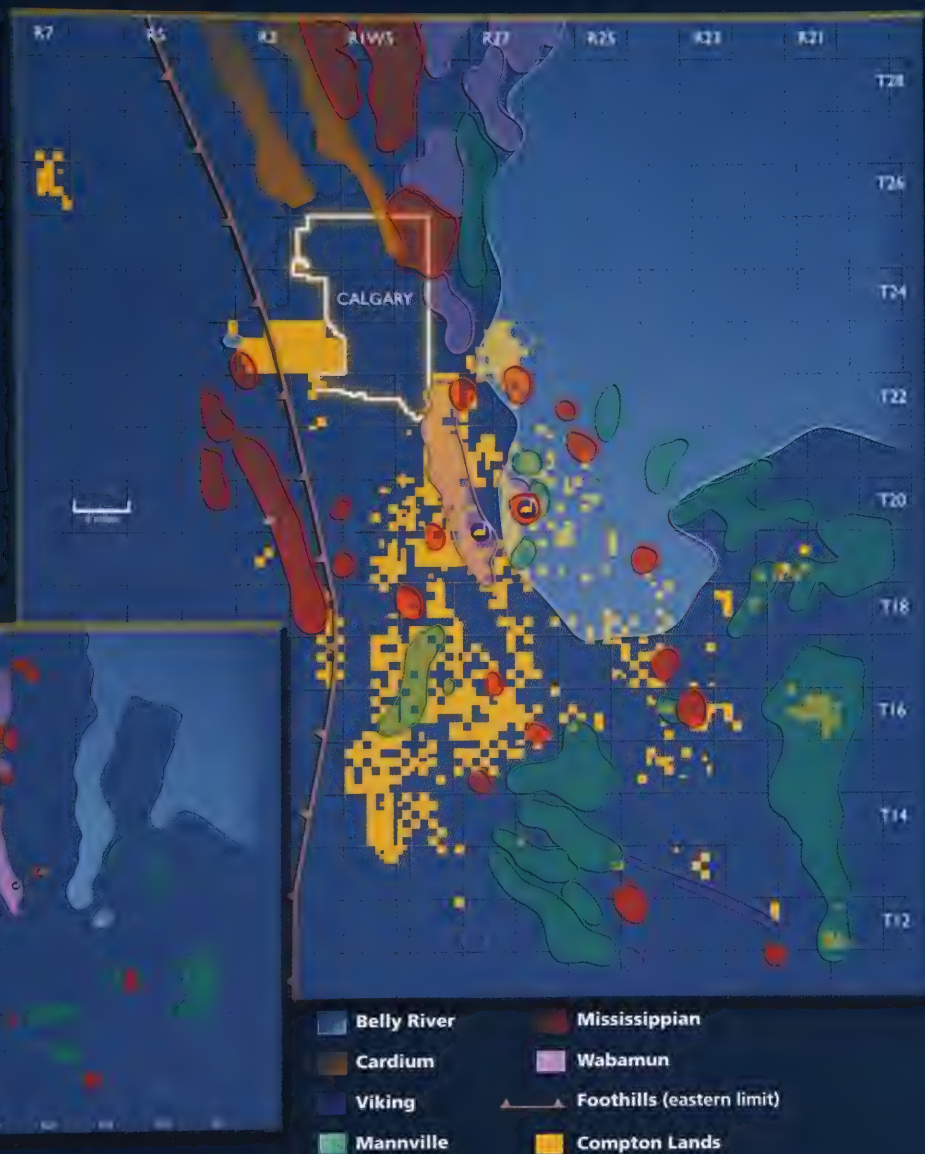 R7 R5 R3 R1W5 R27 R25 R23 R21
T28
T26
T24
CALGARY
T22
T20
T18
T16
T14
T12
Belly River
Mississippian
Cardium
Wabamun
Viking
Foothills (eastern limit)
Mannville
Compton Lands